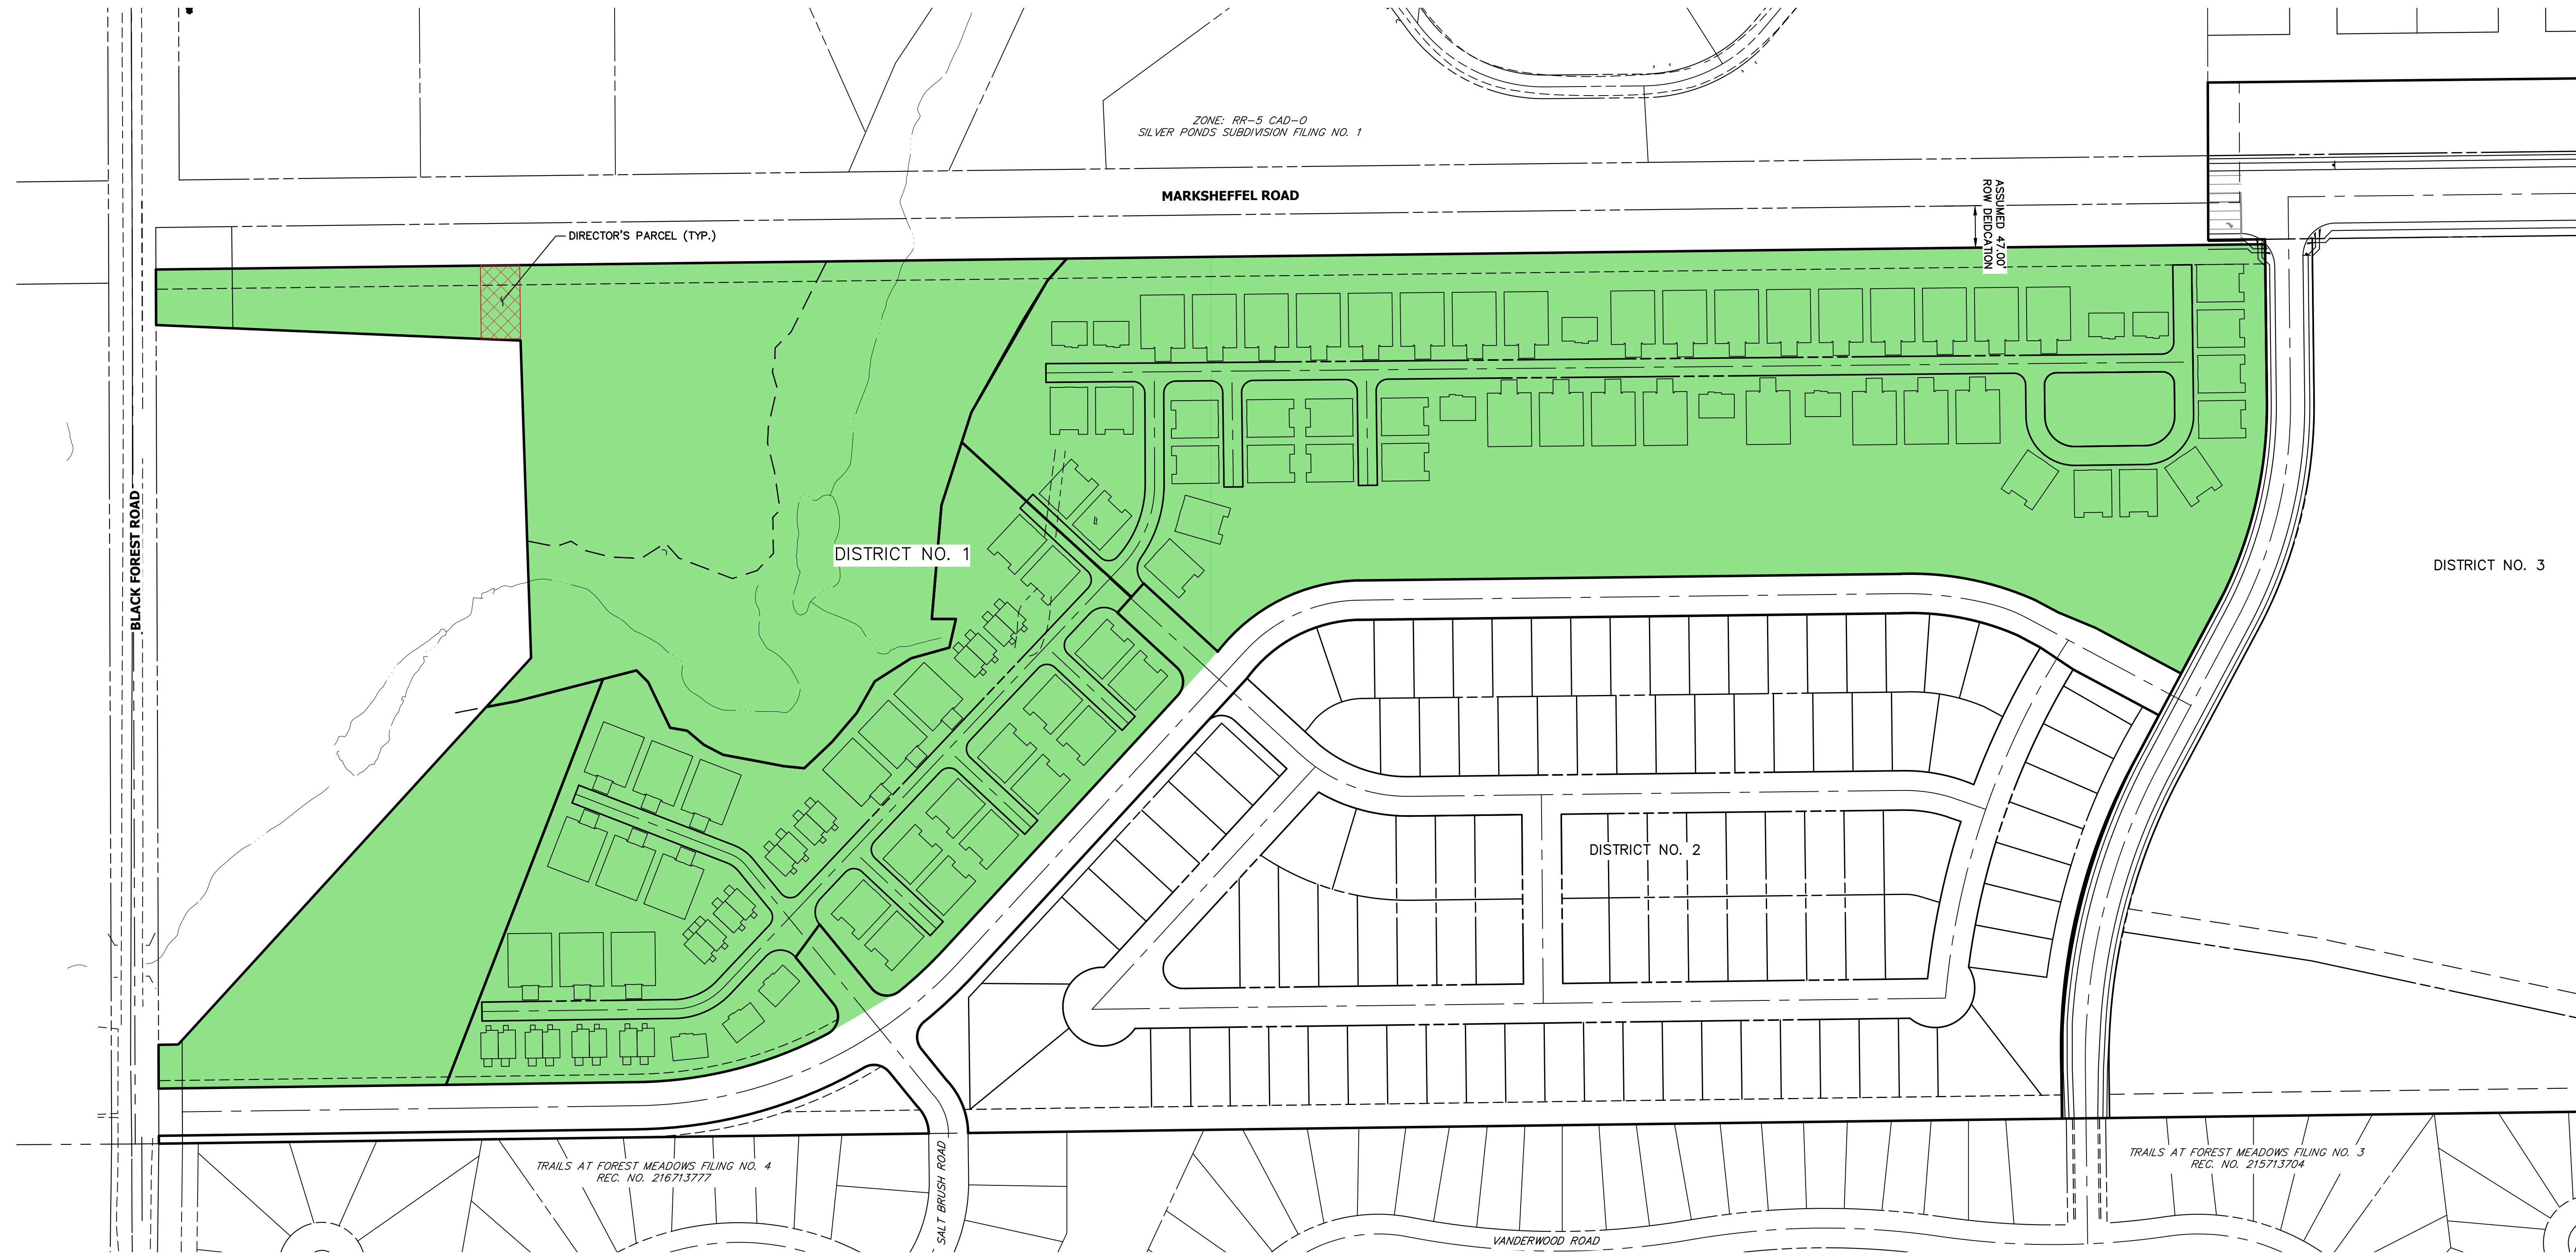 ZONE: RR-5 CAD-O
SILVER PONDS SUBDIVISION FILING NO. 1
MARKSHEFFEL ROAD
ASSUMED 47.00'
ROW DEIDCATION
DIRECTOR'S PARCEL (TYP.)
BLACK FOREST ROAD
DISTRICT NO. 1
DISTRICT NO. 3
DISTRICT NO. 2
TRAILS AT FOREST MEADOWS FILING NO. 4
REC. NO. 216713777
SALT BRUSH ROAD
TRAILS AT FOREST MEADOWS FILING NO. 3
REC. NO. 215713704
VANDERWOOD ROAD